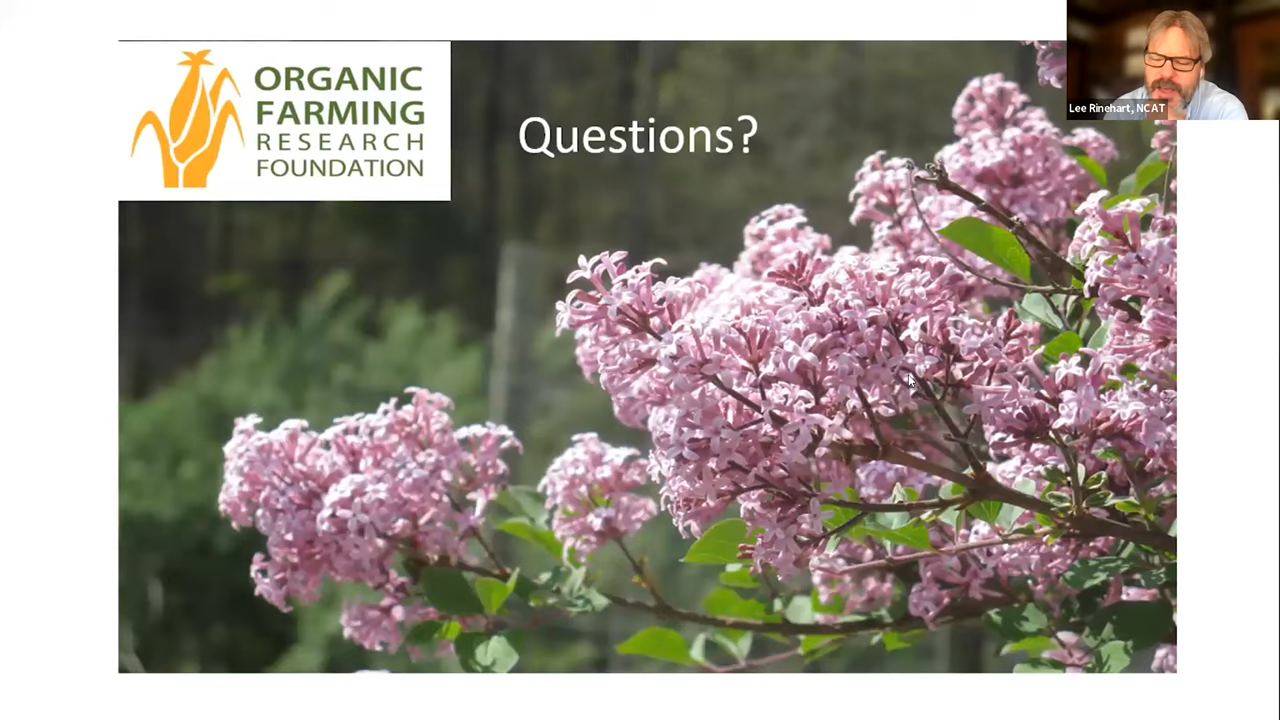 ORGANIC
FARMING
RESEARCH
FOUNDATION
Questions?
Lee Rinehart, NCAT